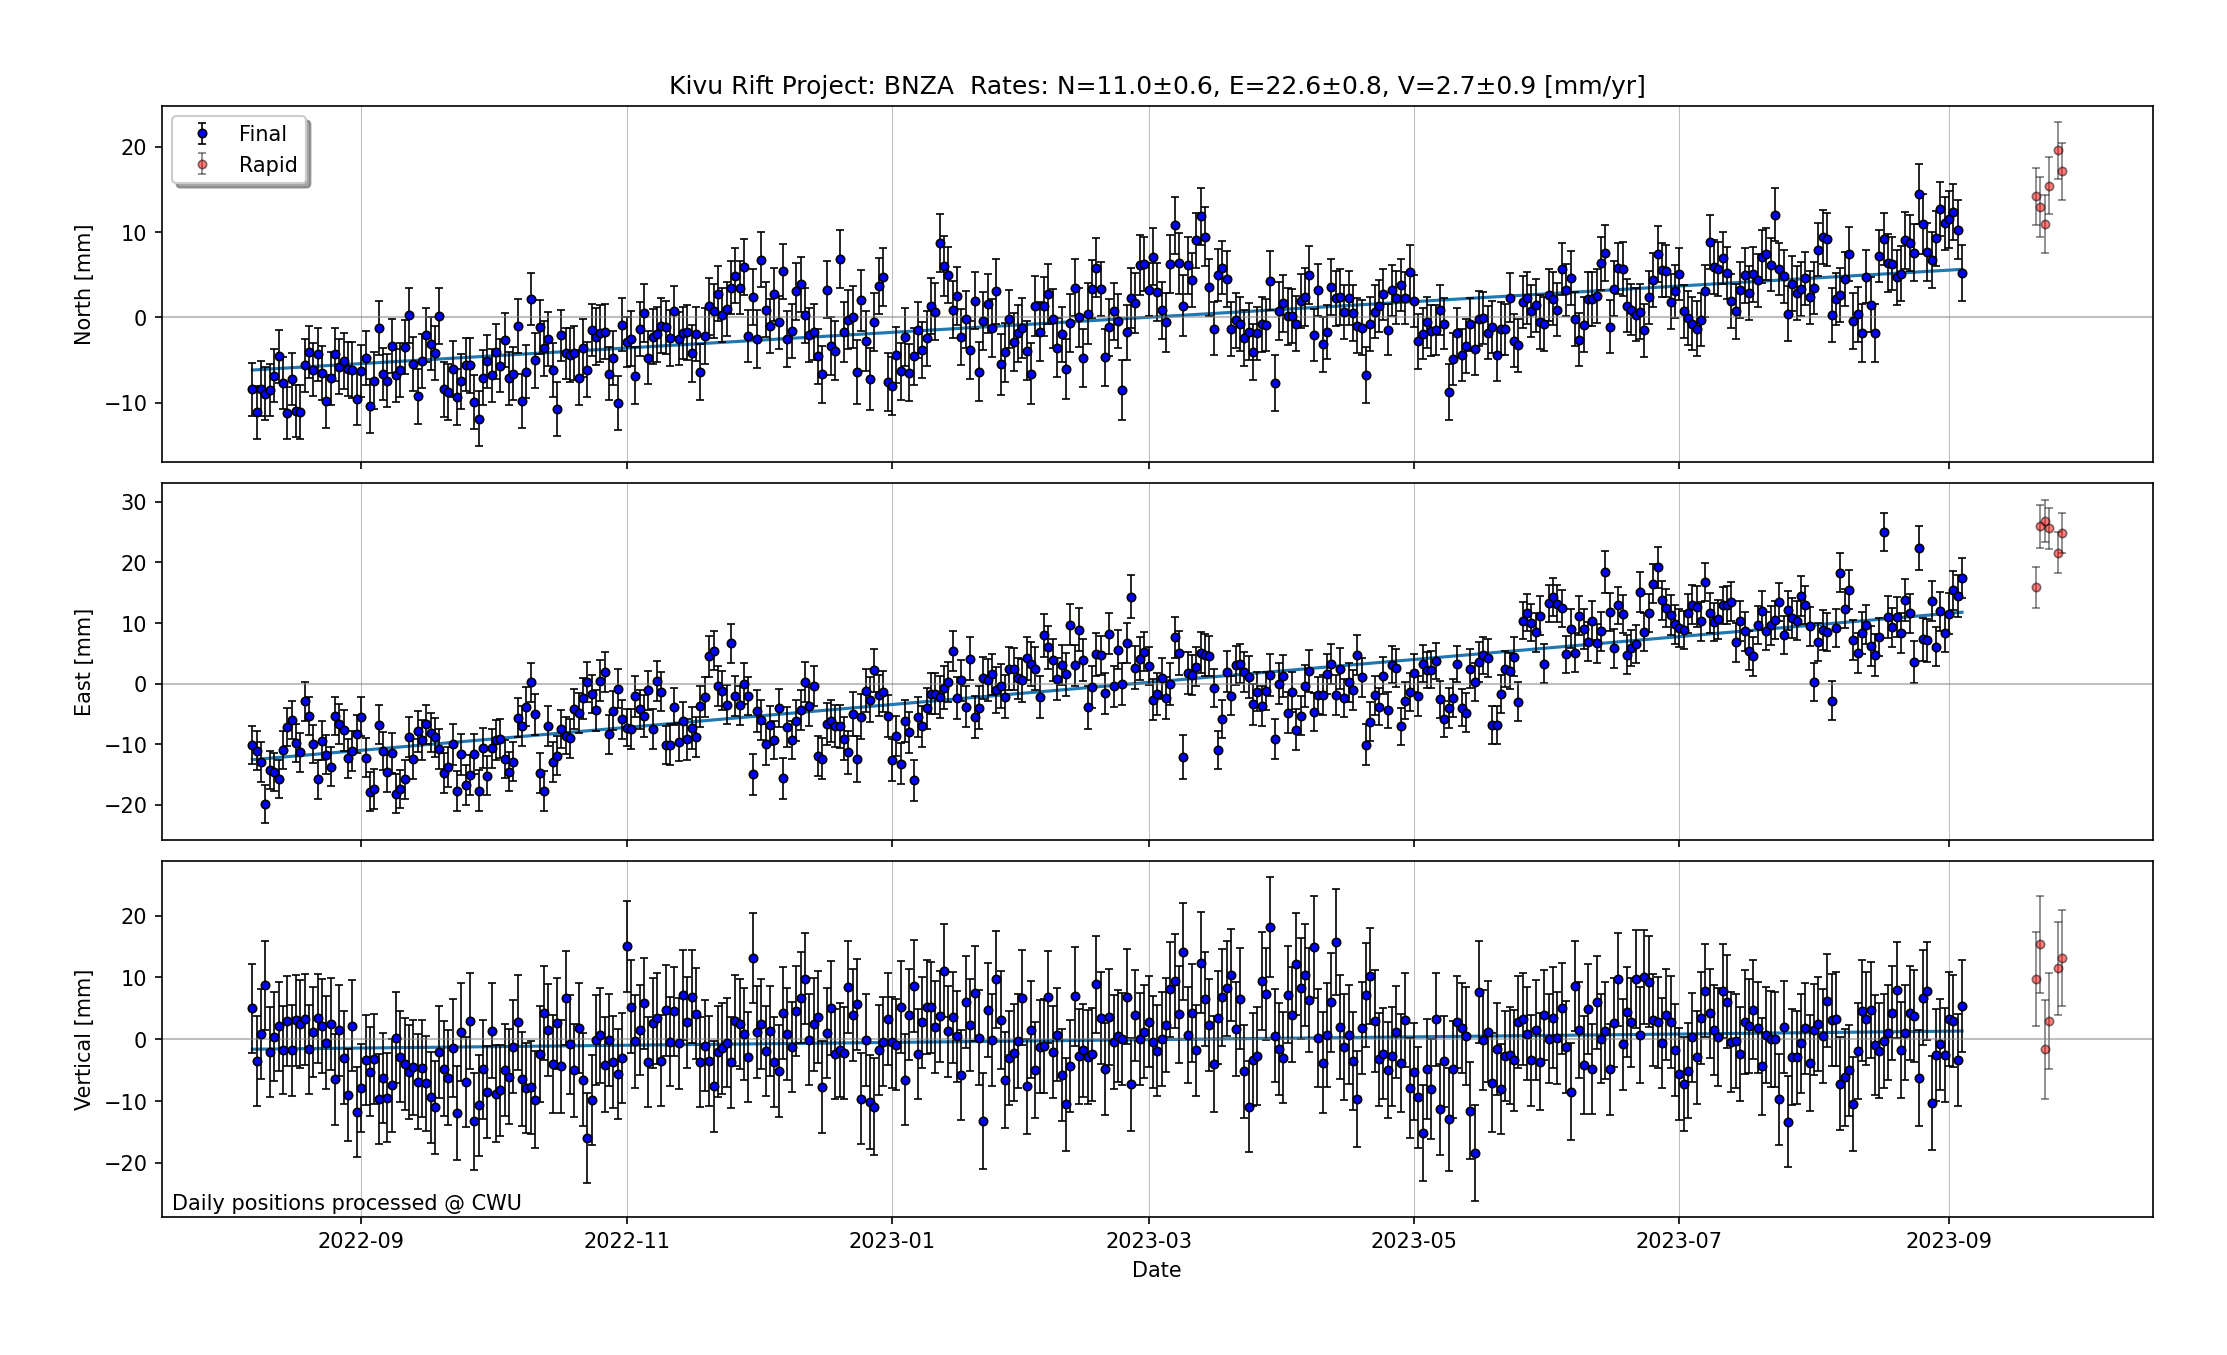 Kivu Rift Project: BNZA  Rates: N=11.0±0.6, E=22.6±0.8, V=2.7±0.9 [mm/yr]
Final
Rapid
North [mm]
20
10
0
−10
East [mm]
30
20
10
0
−10
−20
Vertical [mm]
20
10
0
−10
−20
Daily positions processed @ CWU
2022-09
2022-11
2023-01
2023-03
2023-05
2023-07
2023-09
Date